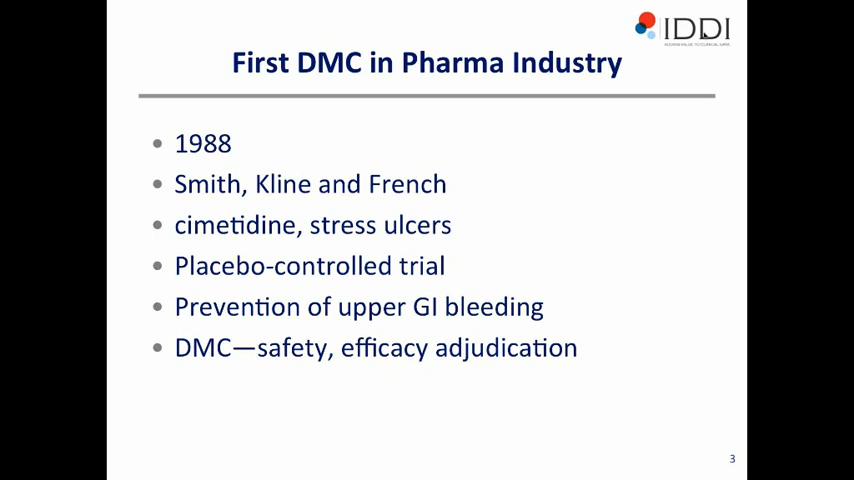 IDDI
First DMC in Pharma Industry
• 1988
• Smith, Kline and French
• cimetidine, stress ulcers
• Placebo-controlled trial
• Prevention of upper GI bleeding
• DMC—safety, efficacy adjudication
3